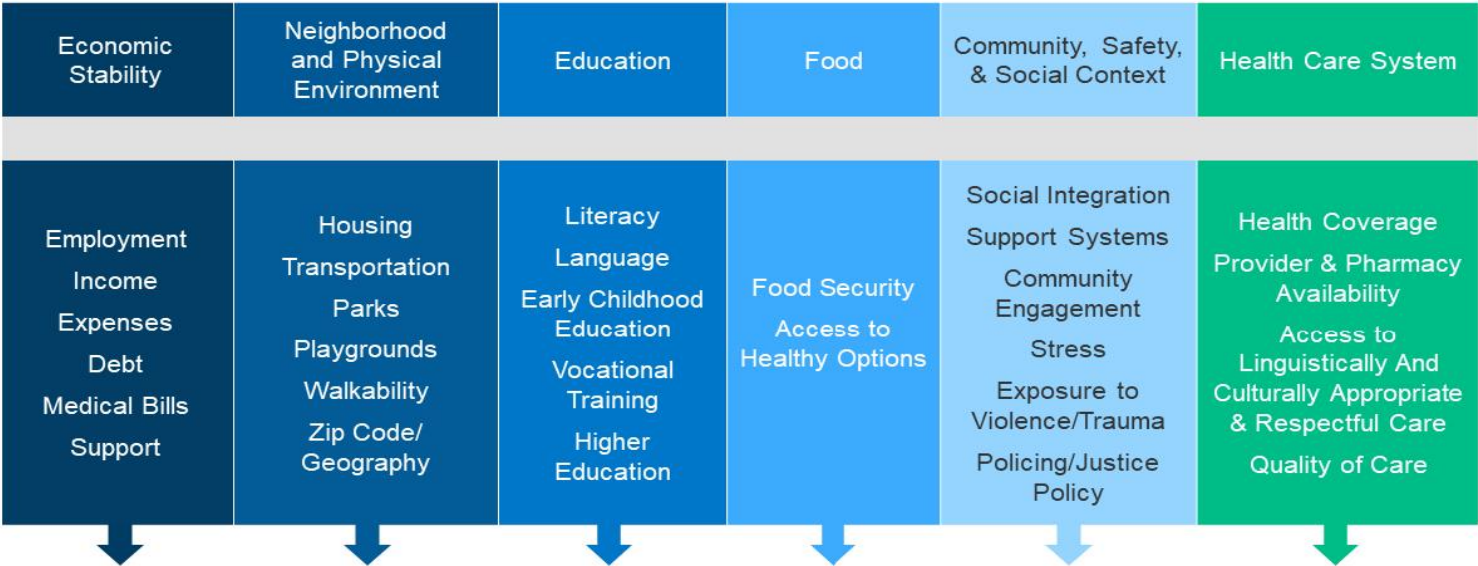 Economic
Stability
Neighborhood
and Physical
Environment
Education
Food
Community, Safety,
& Social Context
Health Care System
Employment
Income
Expenses
Debt
Medical Bills
Support
Housing
Transportation
Parks
Playgrounds
Walkability
Zip Code/
Geography
Literacy
Language
Early Childhood
Education
Vocational
Training
Higher
Education
Food Security
Access to
Healthy Options
Social Integration
Support Systems
Community
Engagement
Stress
Exposure to
Violence/Trauma
Policing/Justice
Policy
Health Coverage
Provider & Pharmacy
Availability
Access to
Linguistically And
Culturally Appropriate
& Respectful Care
Quality of Care